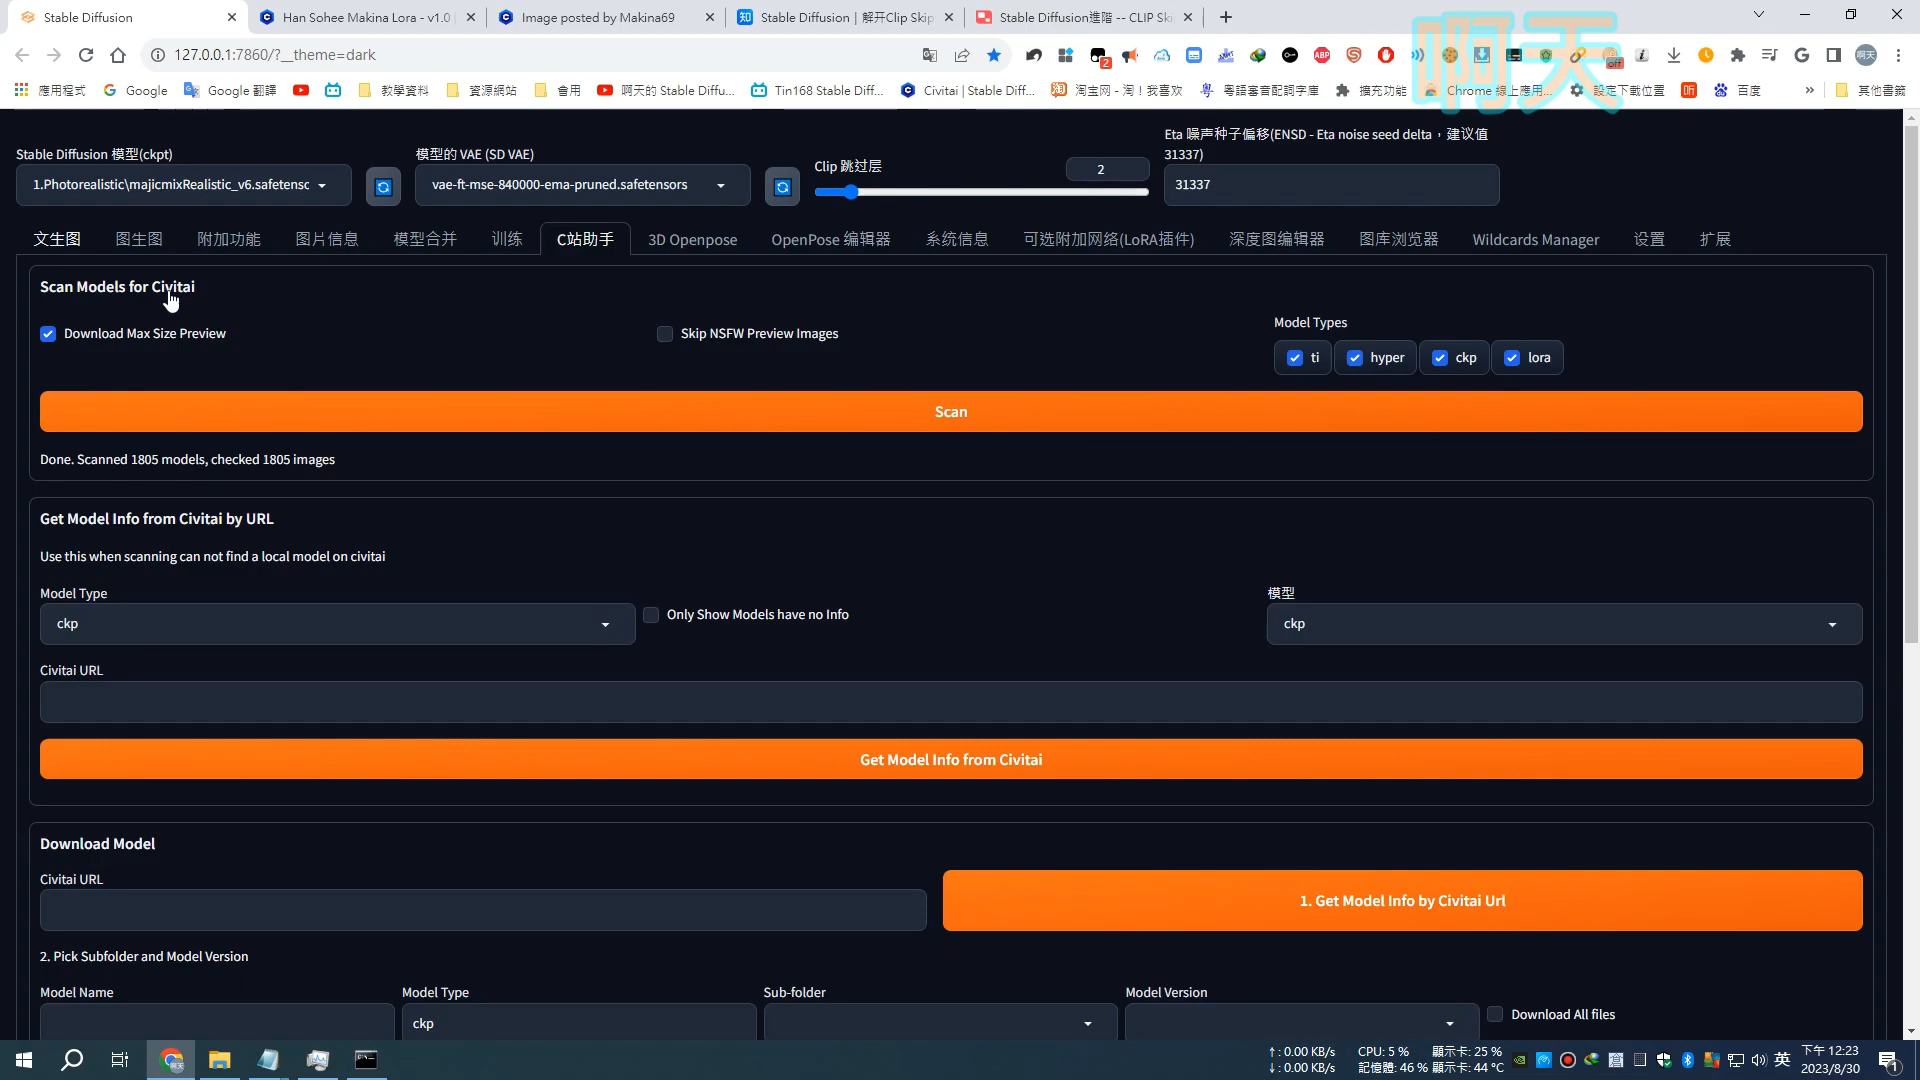 Stable Diffusion
Han Sohee Makina Lora - v1.0
Image posted by Makina69
Stable Diffusion | 解开Clip Skip
Stable Diffusion進階 -- CLIP Ski
127.0.0.1:7860/?__theme=dark
啊天
應用程式
Google
Google 翻譯
教學資料
資源網站
會用
啊天的 Stable Diffu...
Tin168 Stable Diff...
Civitai | Stable Diff...
淘宝网 - 淘！我喜欢
粵語審音配詞字庫
擴充功能
Chrome 線上應用...
設定下載位置
百度
其他書籤
Stable Diffusion 模型(ckpt)
1.Photorealistic\majicmixRealistic_v6.safetensc
模型的 VAE (SD VAE)
vae-ft-mse-840000-ema-pruned.safetensors
Clip 跳过层
2
Eta 噪声种子偏移(ENSD - Eta noise seed delta，建议值
31337)
31337
文生图
图生图
附加功能
图片信息
模型合并
训练
C站助手
3D Openpose
OpenPose 编辑器
系统信息
可选附加网络(LoRA插件)
深度图编辑器
图库浏览器
Wildcards Manager
设置
扩展
Scan Models for Civitai
Download Max Size Preview
Skip NSFW Preview Images
Model Types
ti
hyper
ckp
lora
Scan
Done. Scanned 1805 models, checked 1805 images
Get Model Info from Civitai by URL
Use this when scanning can not find a local model on civitai
Model Type
ckp
Only Show Models have no Info
模型
ckp
Civitai URL
Get Model Info from Civitai
Download Model
Civitai URL
1. Get Model Info by Civitai Url
2. Pick Subfolder and Model Version
Model Name
Model Type
ckp
Sub-folder
Model Version
Download All files
↑ : 0.00 KB/s
↓ : 0.00 KB/s
CPU: 5 %
顯示卡: 25 %
記憶體: 46 %
顯示卡: 44 °C
英
下午 12:23
2023/8/30